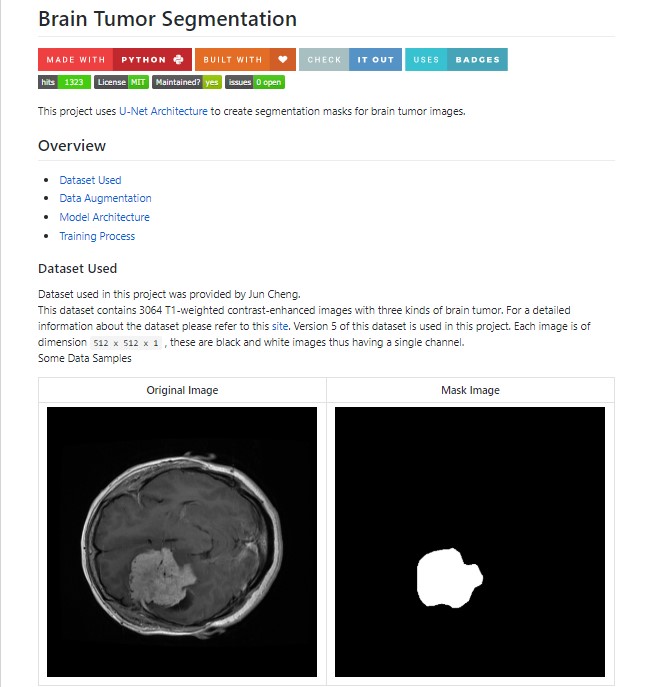 Brain Tumor Segmentation
MADE WITH PYTHON BUILT WITH CHECK IT OUT USES BADGES
hits 1323 License MIT Maintained? yes issues 0 open
This project uses U-Net Architecture to create segmentation masks for brain tumor images.
Overview
Dataset Used
Data Augmentation
Model Architecture
Training Process
Dataset Used
Dataset used in this project was provided by Jun Cheng.
This dataset contains 3064 T1-weighted contrast-enhanced images with three kinds of brain tumor. For a detailed
information about the dataset please refer to this site. Version 5 of this dataset is used in this project. Each image is of
dimension 512 x 512 x 1 , these are black and white images thus having a single channel.
Some Data Samples
Original Image Mask Image